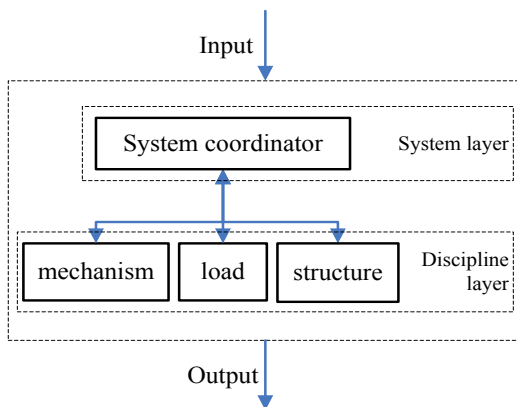 Input
System coordinator
System layer
mechanism
load
structure
Discipline
layer
Output